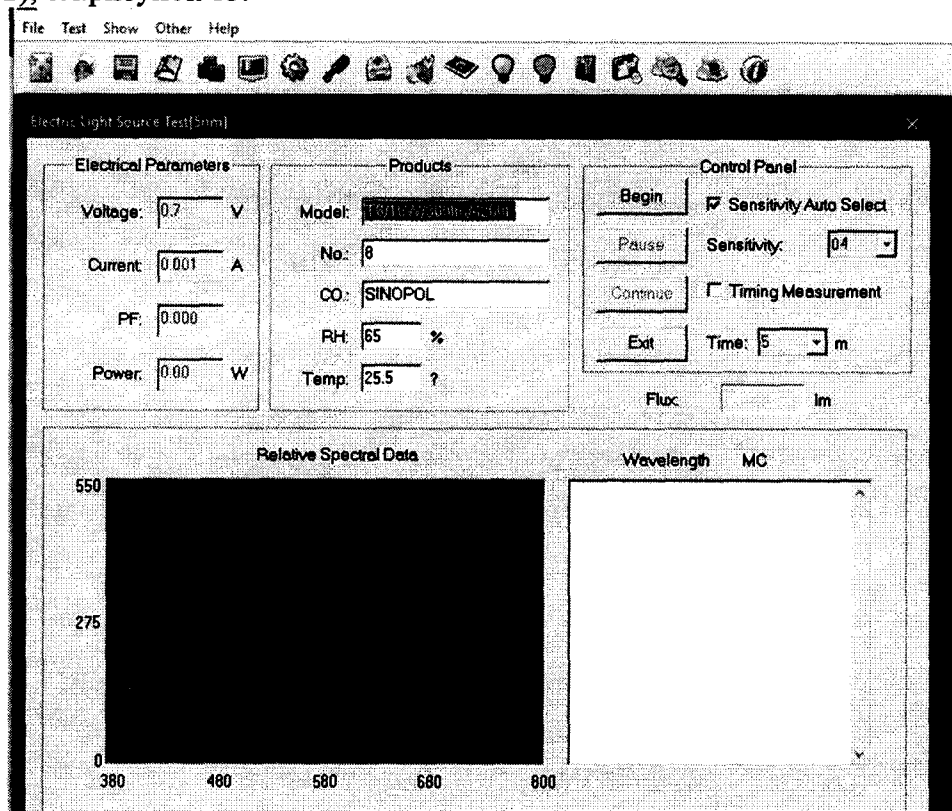 File Test Show Other Help
Electric Light Source Test[5nm]
Electrical Parameters
Voltage: 0.7 V
Current: 0.001 A
PF: 0.000
Power: 0.00 W
Products
Model:
No.: 8
CO.: SINOPOL
RH: 65 %
Temp: 25.5 ?
Control Panel
Begin
Sensitivity Auto Select
Pause
Sensitivity: 04
Continue
Timing Measurement
Exit
Time: 5 m
Flux: lm
Relative Spectral Data
550
275
0
380 480 580 680 800
Wavelength MC